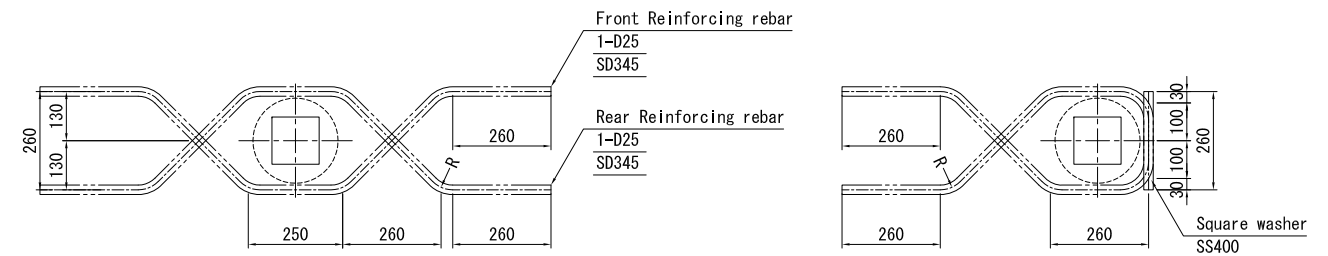 Front Reinforcing rebar
1-D25
SD345
Rear Reinforcing rebar
1-D25
SD345
260
130
130
260
R
250
260
260
260
R
260
260
30
100
100
30
260
Square washer
SS400